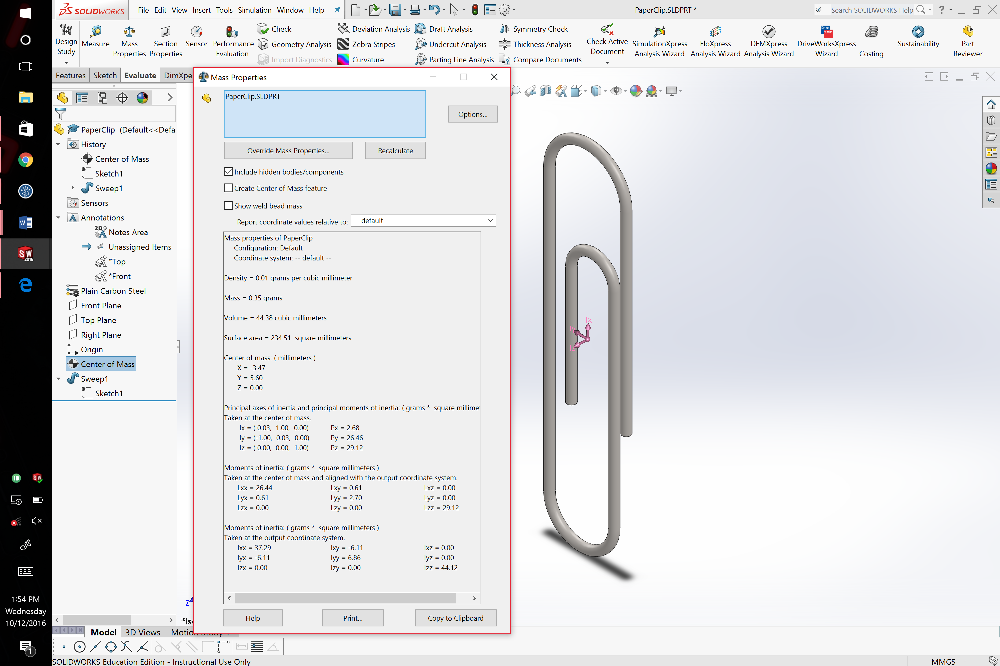 SOLIDWORKS
File Edit View Insert Tools Simulation Window Help
PaperClip.SLDPRT *
Search SOLIDWORKS Help
Design Study
Measure
Mass Properties
Section Properties
Sensor
Performance Evaluation
Check
Geometry Analysis
Import Diagnostics
Deviation Analysis
Zebra Stripes
Curvature
Draft Analysis
Undercut Analysis
Parting Line Analysis
Symmetry Check
Thickness Analysis
Compare Documents
Check Active Document
SimulationXpress Analysis Wizard
FloXpress Analysis Wizard
DFMXpress Analysis Wizard
DriveWorksXpress Wizard
Costing
Sustainability
Part Reviewer
Features Sketch Evaluate DimXpe
PaperClip (Default<<Defa
History
Center of Mass
Sketch1
Sweep1
Sensors
Annotations
Notes Area
Unassigned Items
*Top
*Front
Plain Carbon Steel
Front Plane
Top Plane
Right Plane
Origin
Center of Mass
Sweep1
Sketch1
Mass Properties
PaperClip.SLDPRT
Options...
Override Mass Properties...
Recalculate
Include hidden bodies/components
Create Center of Mass feature
Show weld bead mass
Report coordinate values relative to: -- default --
Mass properties of PaperClip
Configuration: Default
Coordinate system: -- default --
Density = 0.01 grams per cubic millimeter
Mass = 0.35 grams
Volume = 44.38 cubic millimeters
Surface area = 234.51 square millimeters
Center of mass: ( millimeters )
X = -3.47
Y = 5.60
Z = 0.00
Principal axes of inertia and principal moments of inertia: ( grams * square millimet
Taken at the center of mass.
Ix = ( 0.03, 1.00, 0.00) Px = 2.68
Iy = (-1.00, 0.03, 0.00) Py = 26.46
Iz = ( 0.00, 0.00, 1.00) Pz = 29.12
Moments of inertia: ( grams * square millimeters )
Taken at the center of mass and aligned with the output coordinate system.
Lxx = 26.44 Lxy = 0.61 Lxz = 0.00
Lyx = 0.61 Lyy = 2.70 Lyz = 0.00
Lzx = 0.00 Lzy = 0.00 Lzz = 29.12
Moments of inertia: ( grams * square millimeters )
Taken at the output coordinate system.
Ixx = 37.29 Ixy = -6.11 Ixz = 0.00
Iyx = -6.11 Iyy = 6.86 Iyz = 0.00
Izx = 0.00 Izy = 0.00 Izz = 44.12
Help Print... Copy to Clipboard
Ix
Iy
Iz
Z
SW
2016
1:54 PM
Wednesday
10/12/2016
1
Model 3D Views
SOLIDWORKS Education Edition - Instructional Use Only
MMGS